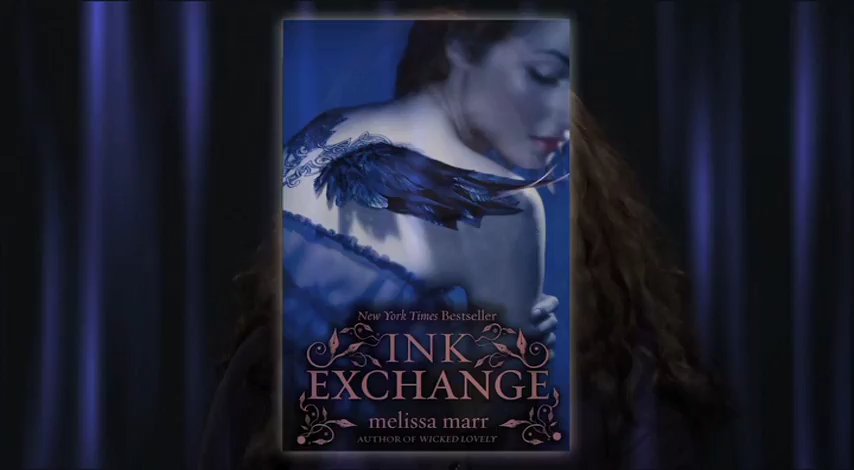 New York Times Bestseller
INK
EXCHANGE
melissa marr
AUTHOR OF WICKED LOVELY